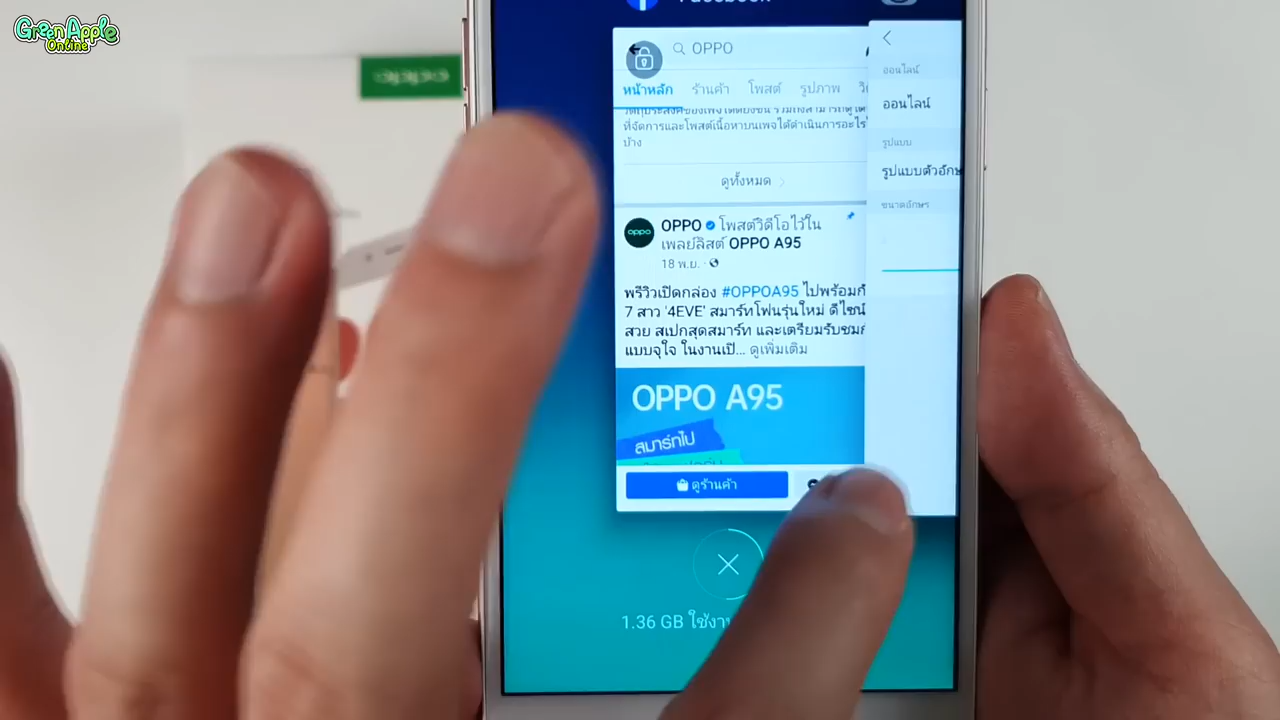 Green Apple
Online
oppo
Facebook
OPPO
หน้าหลัก ร้านค้า โพสต์ รูปภาพ
ที่จัดการและโพสต์เนื้อหาบนเพจได้ดำเนินการอะไร
บ้าง
ดูทั้งหมด
oppo
OPPO โพสต์วิดีโอไว้ใน
เพลย์ลิสต์ OPPO A95
18 พ.ย.
พรีวิวเปิดกล่อง #OPPOA95 ไปพร้อมกั
7 สาว '4EVE' สมาร์ทโฟนรุ่นใหม่ ดีไซน์
สวย สเปกสุดสมาร์ท และเตรียมรับชม
แบบจุใจ ในงานเปิ... ดูเพิ่มเติม
OPPO A95
สมาร์ทไป
ดูร้านค้า
ออนไลน์
ออนไลน์
รูปแบบ
รูปแบบตัวอักษ
ขนาดอักษร
1.36 GB ใช้งา